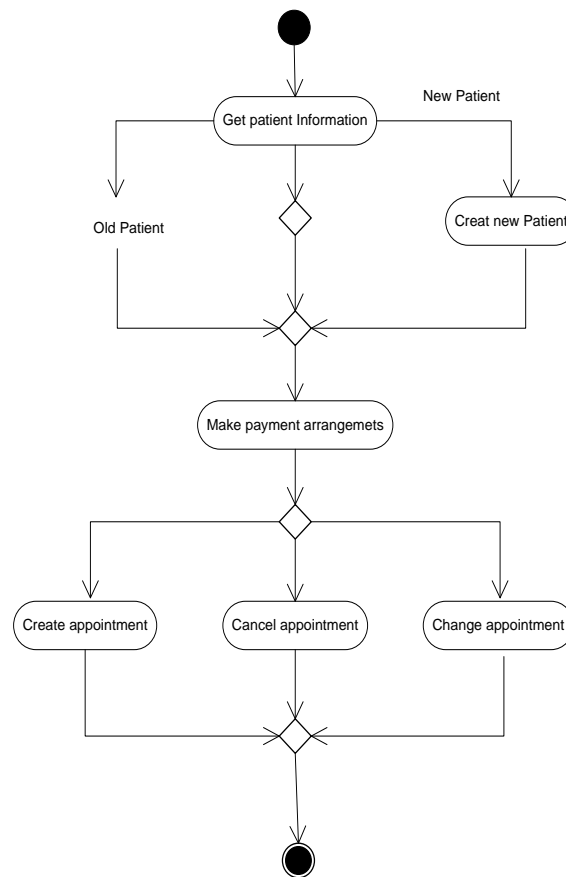 New Patient
Get patient Information
Old Patient
Creat new Patient
Make payment arrangemets
Create appointment
Cancel appointment
Change appointment